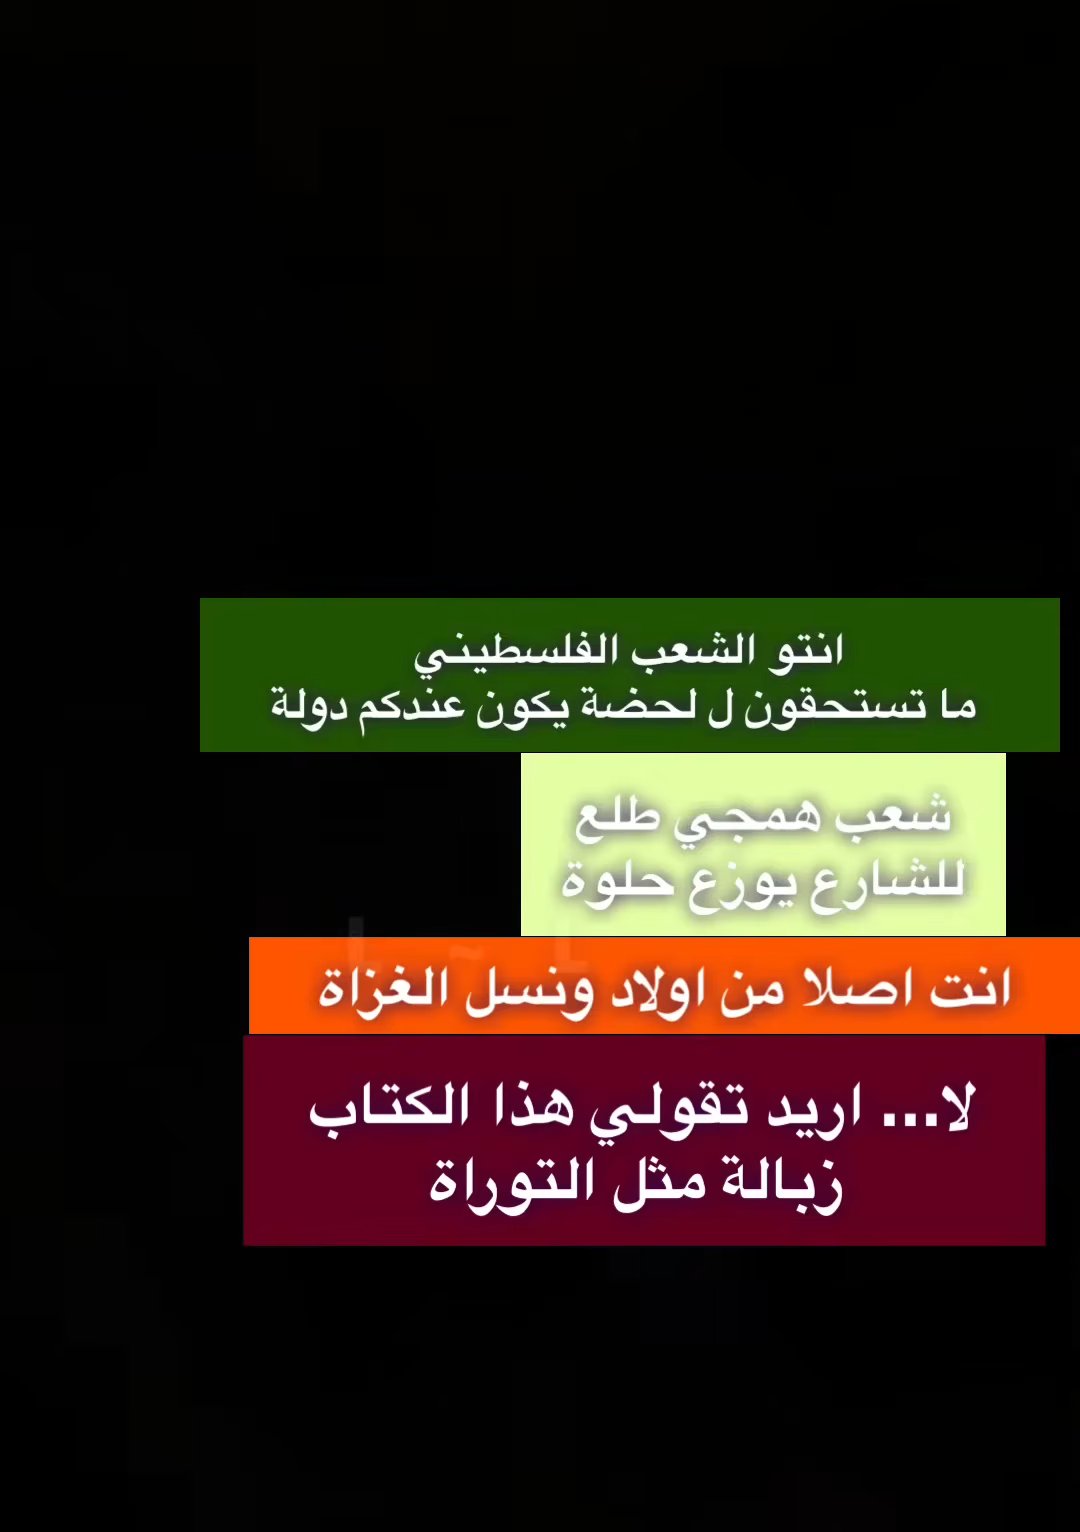 انتو الشعب الفلسطيني
ما تستحقون ل لحضة يكون عندكم دولة
شعب همجي طلع
للشارع يوزع حلوة
انت اصلا من اولاد ونسل الغزاة
لا... اريد تقولي هذا الكتاب
زبالة مثل التوراة